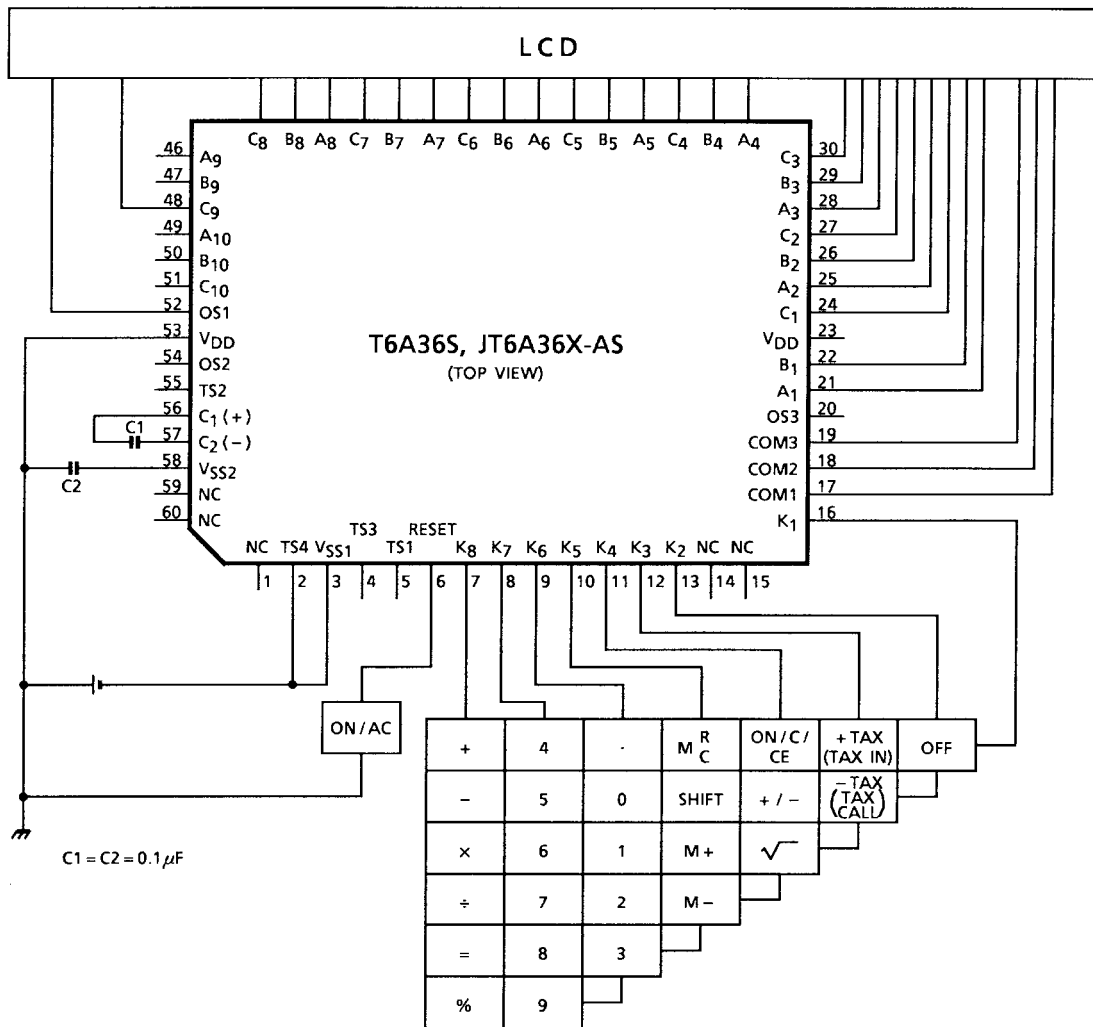 LCD
C8 B8 A8 C7 B7 A7 C6 B6 A6 C5 B5 A5 C4 B4 A4
46 A9
47 B9
48 C9
49 A10
50 B10
51 C10
52 OS1
53 VDD
54 OS2
55 TS2
56 C1 (+)
57 C2 (−)
58 VSS2
59 NC
60 NC
C1
C2
T6A36S, JT6A36X-AS
(TOP VIEW)
C3 30
B3 29
A3 28
C2 27
B2 26
A2 25
C1 24
VDD 23
B1 22
A1 21
OS3 20
COM3 19
COM2 18
COM1 17
K1 16
NC TS4 VSS1 TS3 TS1 RESET K8 K7 K6 K5 K4 K3 K2 NC NC
1 2 3 4 5 6 7 8 9 10 11 12 13 14 15
ON/AC
+ 4 · M R C ON/C/ CE +TAX (TAX IN) OFF
− 5 0 SHIFT +/− −TAX (TAX CALL)
× 6 1 M+ √
÷ 7 2 M−
= 8 3
% 9
C1=C2=0.1μF